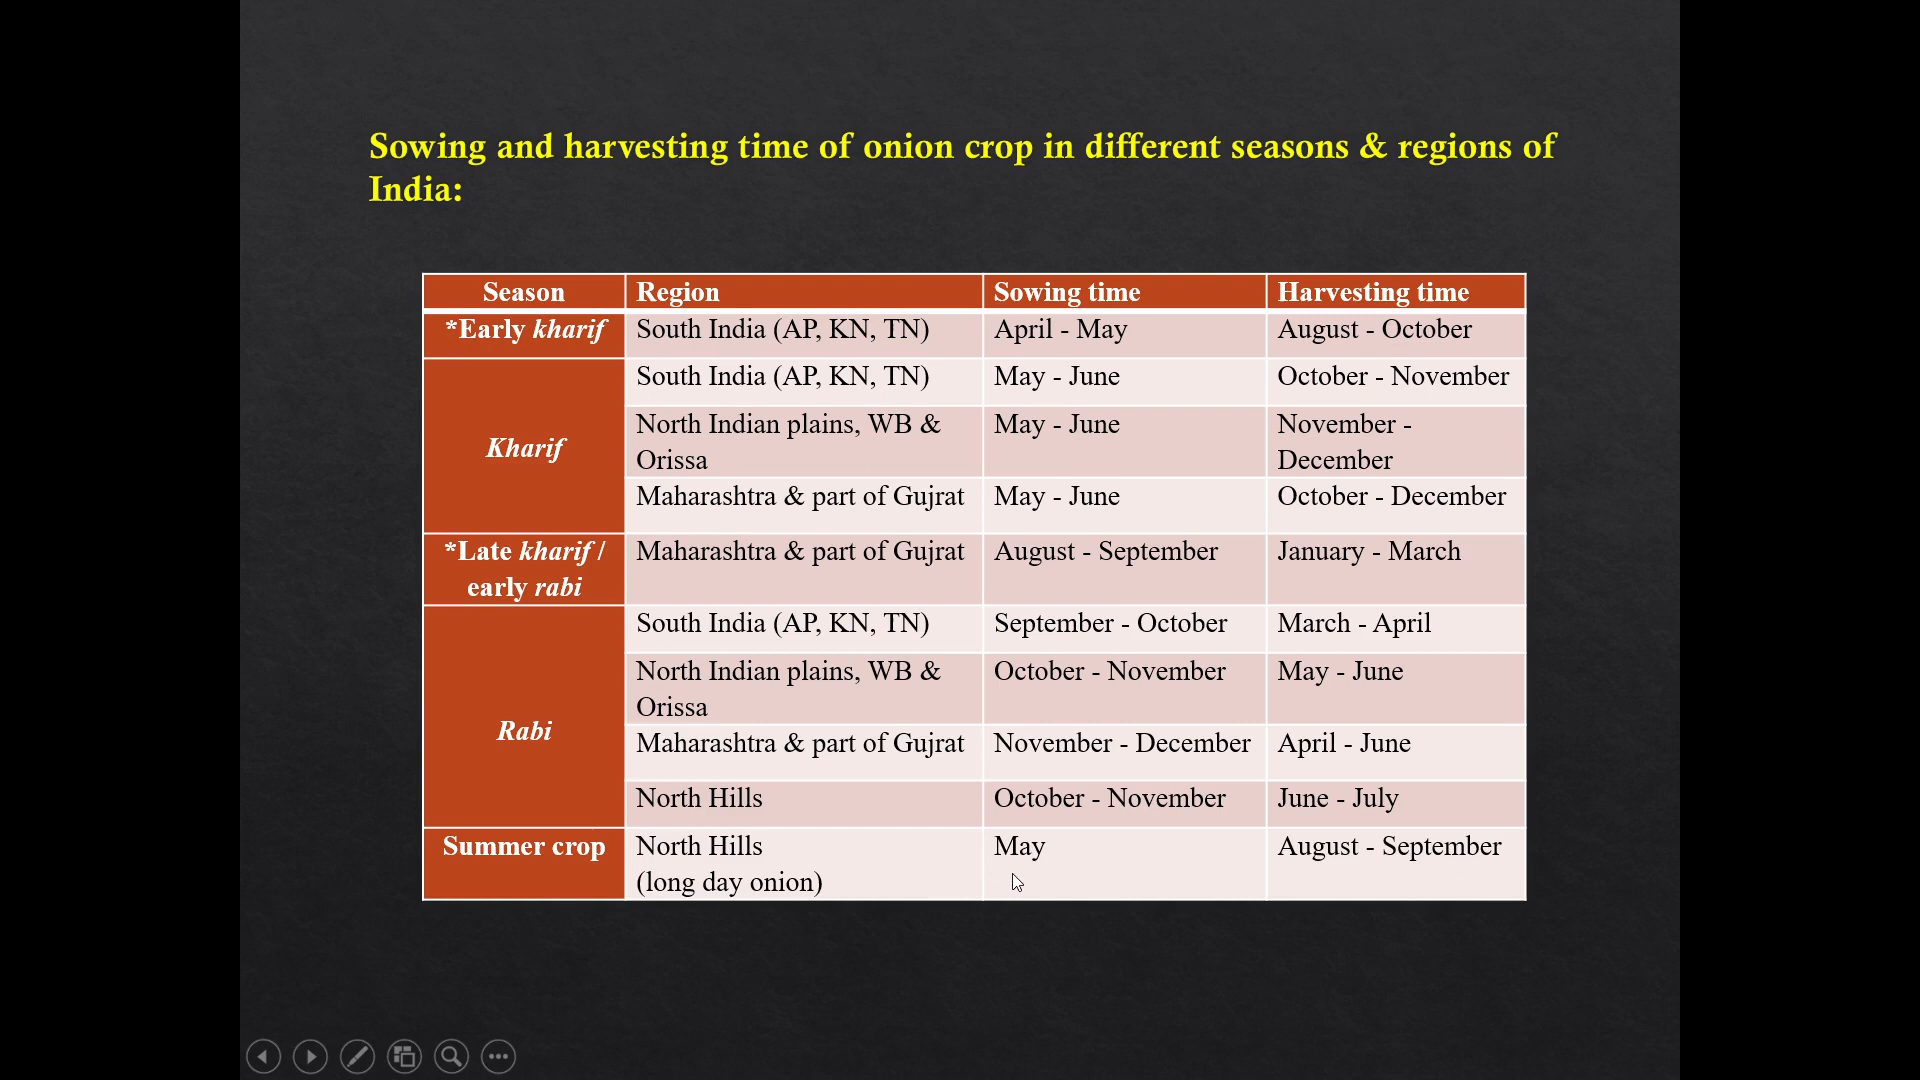 Sowing and harvesting time of onion crop in different seasons & regions of
India:
Season Region Sowing time Harvesting time
*Early kharif South India (AP, KN, TN) April - May August - October
South India (AP, KN, TN) May - June October - November
Kharif
North Indian plains, WB & May - June November -
Orissa December
Maharashtra & part of Gujrat May - June October - December
*Late kharif / Maharashtra & part of Gujrat August - September January - March
early rabi
South India (AP, KN, TN) September - October March - April
North Indian plains, WB & October - November May - June
Orissa
Rabi
Maharashtra & part of Gujrat November - December April - June
North Hills October - November June - July
Summer crop North Hills May August - September
(long day onion)